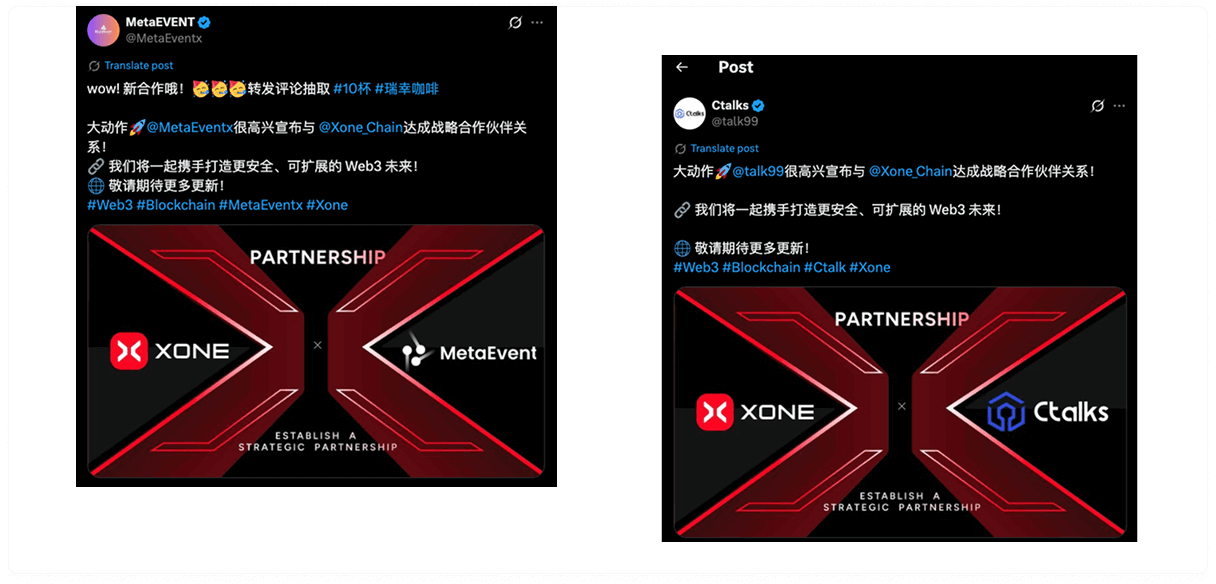 MetaEVENT
@MetaEventx
Translate post
wow! 新合作哦！🥳🥳🥳转发评论抽取 #10杯 #瑞幸咖啡
大动作🚀@MetaEventx很高兴宣布与 @Xone_Chain达成战略合作伙伴关
系！
🔗 我们将一起携手打造更安全、可扩展的 Web3 未来！
🌐 敬请期待更多更新！
#Web3 #Blockchain #MetaEventx #Xone
PARTNERSHIP
XONE
×
MetaEvent
ESTABLISH A
STRATEGIC PARTNERSHIP
Post
Ctalks
Ctalks
@talk99
Translate post
大动作🚀@talk99很高兴宣布与 @Xone_Chain达成战略合作伙伴关系！
🔗 我们将一起携手打造更安全、可扩展的 Web3 未来！
🌐 敬请期待更多更新！
#Web3 #Blockchain #Ctalk #Xone
PARTNERSHIP
XONE
×
Ctalks
ESTABLISH A
STRATEGIC PARTNERSHIP